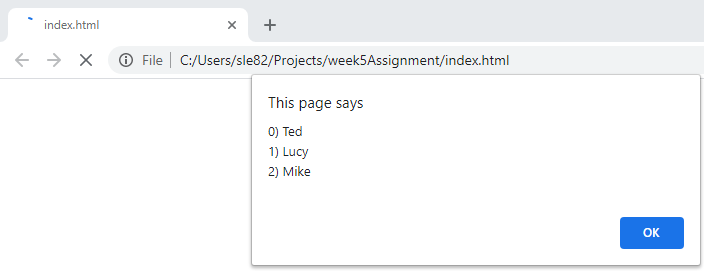 index.html
File
C:/Users/sle82/Projects/week5Assignment/index.html
This page says
0) Ted
1) Lucy
2) Mike
OK